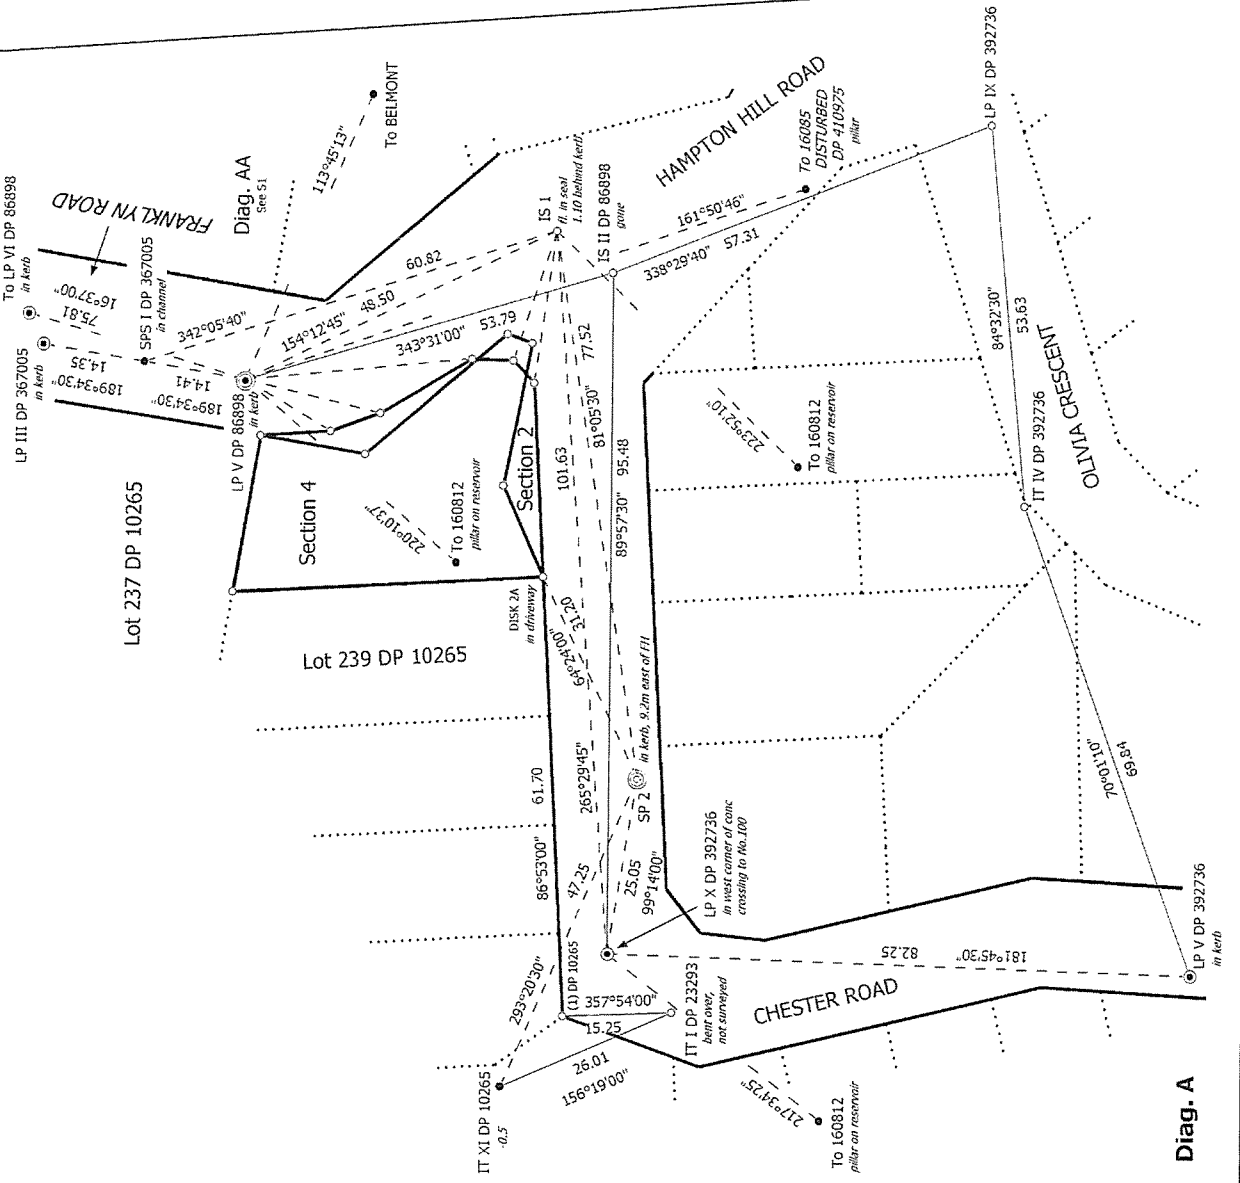 To LP VI DP 86898
in kerb
LP III DP 367005
in kerb
FRANKLYN ROAD
16°37'00"
75.81
SPS I DP 367005
in channel
14.35
189°34'30"
14.41
189°34'30"
LP V DP 86898
in kerb
Diag. AA
See S1
113°45'13"
To BELMONT
342°05'40"
60.82
154°12'45"
48.50
343°31'00"
53.79
IS 1
fl. in seal
1.10 behind kerb
IS II DP 86898
gone
HAMPTON HILL ROAD
To 16085
DISTURBED
DP 410975
pillar
161°50'46"
338°29'40"
57.31
LP IX DP 392736
84°32'30"
53.63
OLIVIA CRESCENT
IT IV DP 392736
70°01'10"
69.84
LP V DP 392736
in kerb
Lot 237 DP 10265
Section 4
Section 2
220°10'37"
To 160812
pillar on reservoir
223°52'10"
To 160812
pillar on reservoir
DISK 2A
in driveway
Lot 239 DP 10265
77.52
81°05'30"
101.63
265°29'45"
95.48
89°57'30"
31.20
64°24'00"
61.70
86°53'00"
SP 2
in kerb, 9.2m east of FH
25.05
99°14'00"
47.25
293°20'30"
LP X DP 392736
in west corner of conc
crossing to No.100
(1) DP 10265
357°54'00"
15.25
IT I DP 23293
bent over,
not surveyed
26.01
156°19'00"
IT XI DP 10265
-0.5
CHESTER ROAD
82.25
181°45'30"
217°34'25"
To 160812
pillar on reservoir
Diag. A